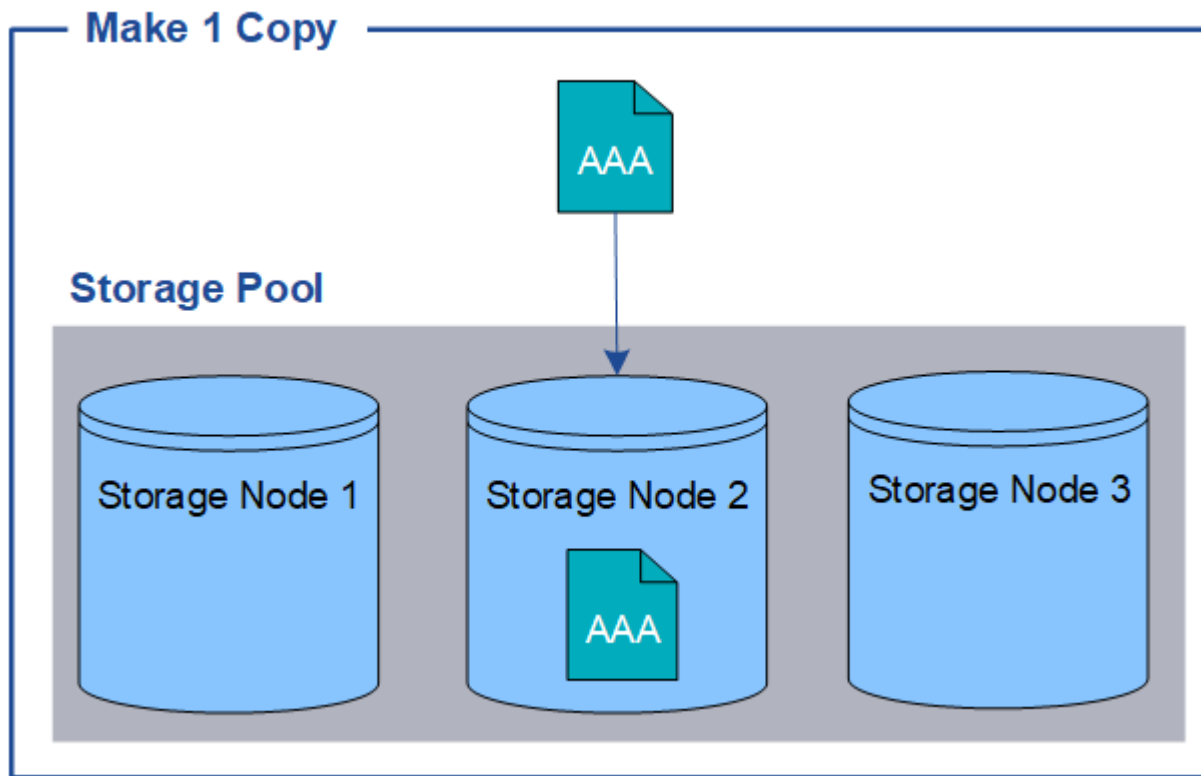 Make 1 Copy
AAA
Storage Pool
Storage Node 1
Storage Node 2
Storage Node 3
AAA